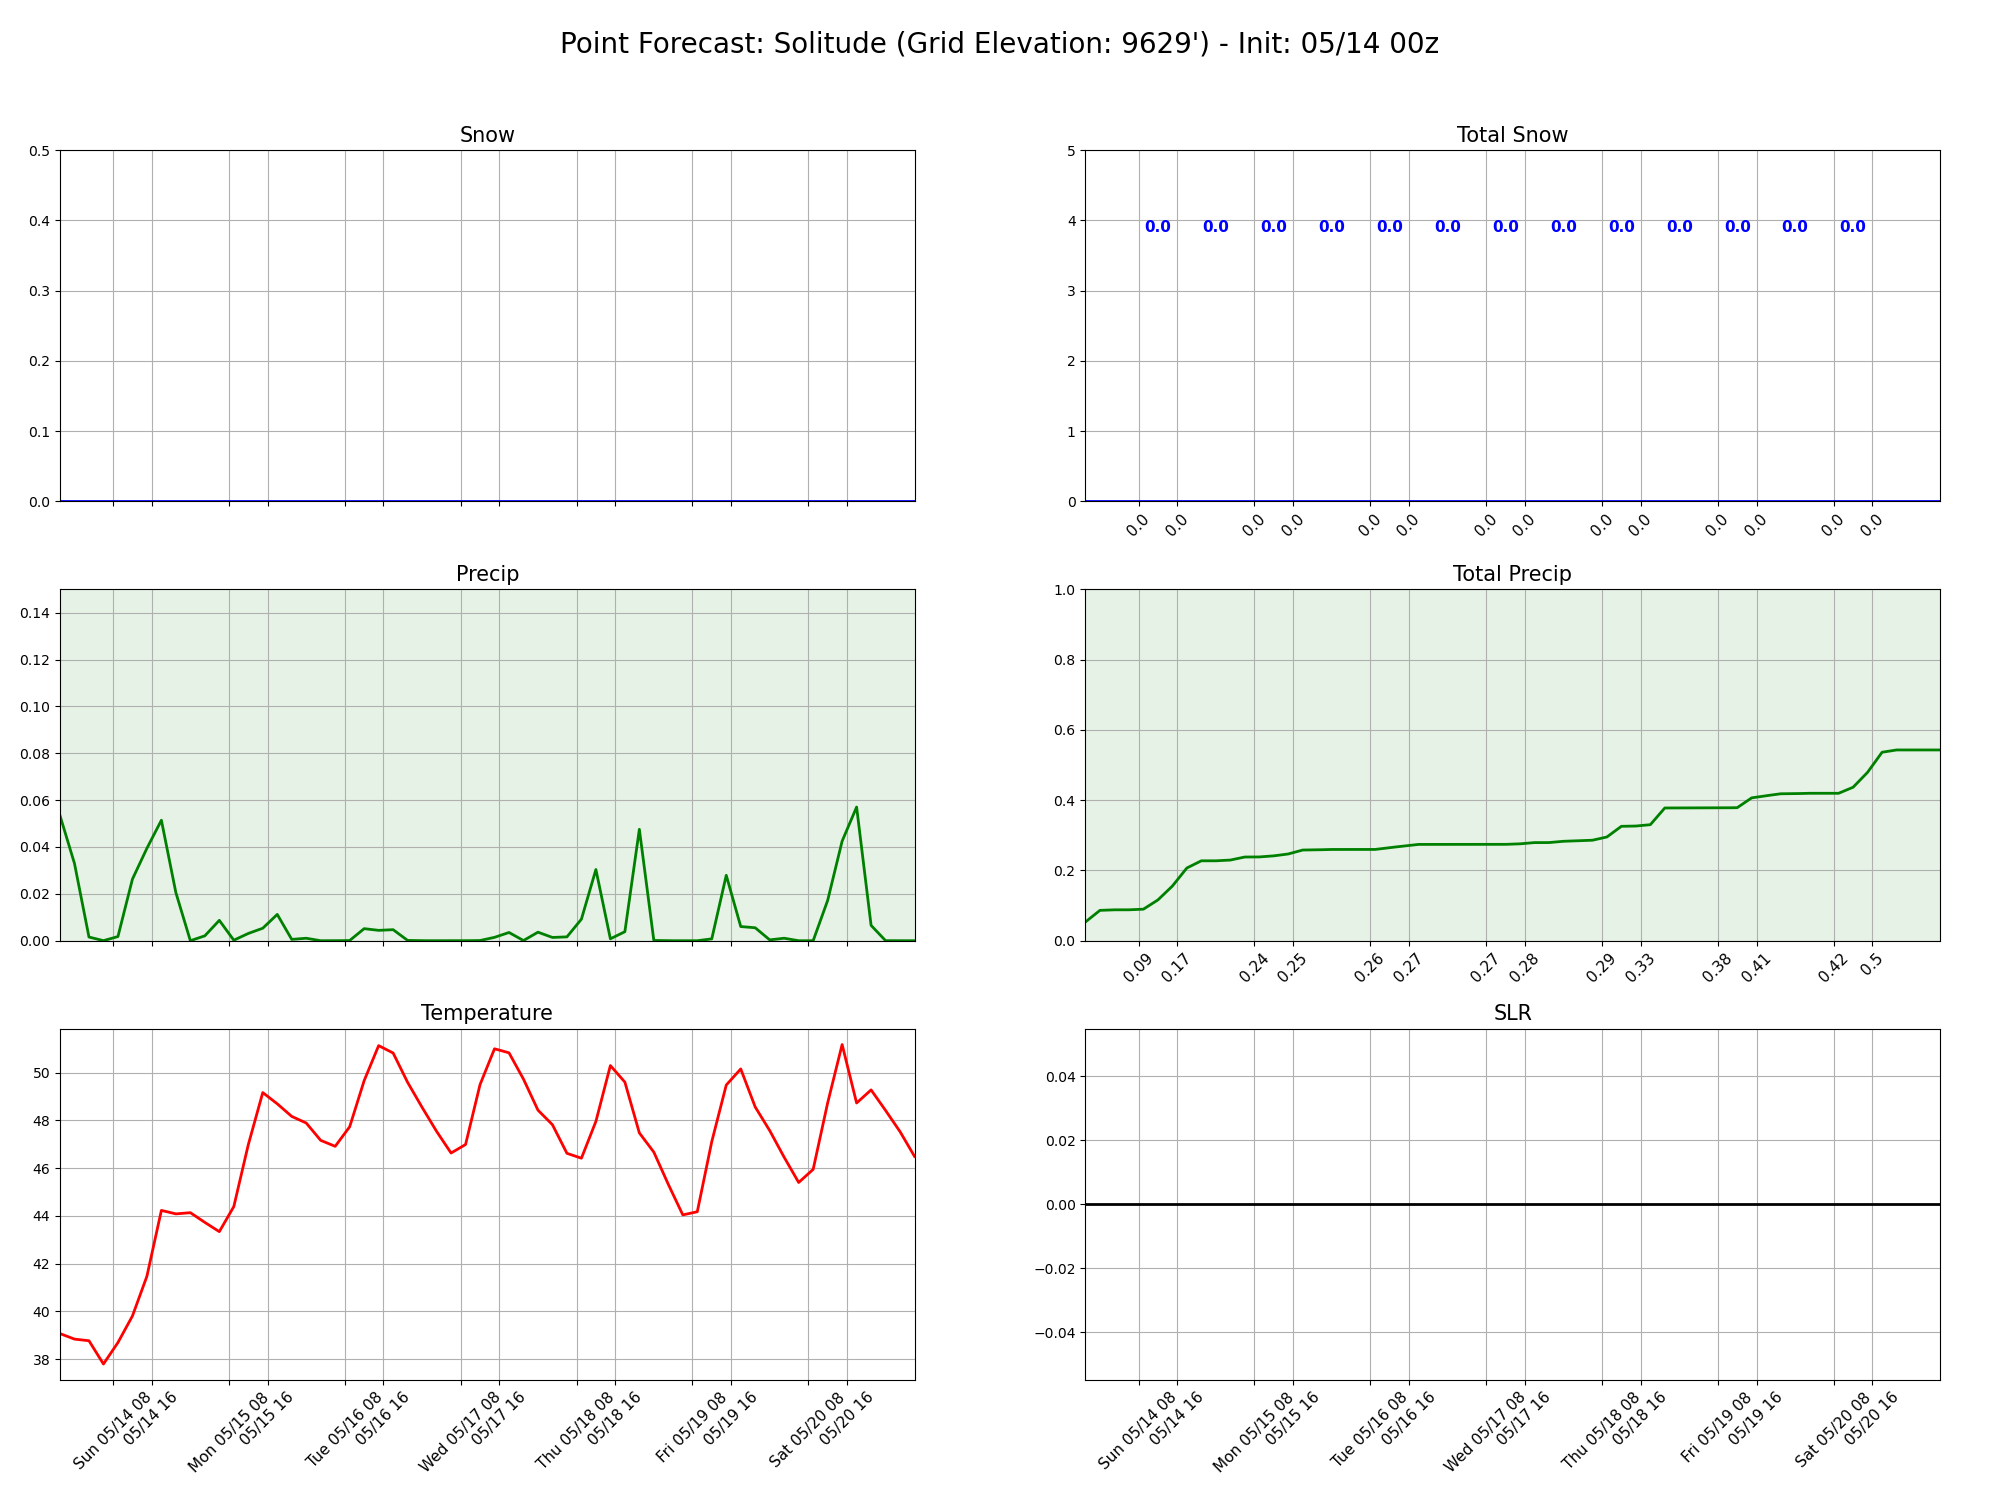 Point Forecast: Solitude (Grid Elevation: 9629') - Init: 05/14 00z
Snow
0.5
0.4
0.3
0.2
0.1
0.0
Total Snow
5
4
3
2
1
0
0.0 0.0 0.0 0.0 0.0 0.0 0.0 0.0 0.0 0.0 0.0 0.0 0.0
0.0 0.0 0.0 0.0 0.0 0.0 0.0 0.0 0.0 0.0 0.0 0.0 0.0 0.0
Precip
0.14
0.12
0.10
0.08
0.06
0.04
0.02
0.00
Total Precip
1.0
0.8
0.6
0.4
0.2
0.0
0.09 0.17 0.24 0.25 0.26 0.27 0.27 0.28 0.29 0.33 0.38 0.41 0.42 0.5
Temperature
50
48
46
44
42
40
38
Sun 05/14 08
05/14 16
Mon 05/15 08
05/15 16
Tue 05/16 08
05/16 16
Wed 05/17 08
05/17 16
Thu 05/18 08
05/18 16
Fri 05/19 08
05/19 16
Sat 05/20 08
05/20 16
SLR
0.04
0.02
0.00
−0.02
−0.04
Sun 05/14 08
05/14 16
Mon 05/15 08
05/15 16
Tue 05/16 08
05/16 16
Wed 05/17 08
05/17 16
Thu 05/18 08
05/18 16
Fri 05/19 08
05/19 16
Sat 05/20 08
05/20 16